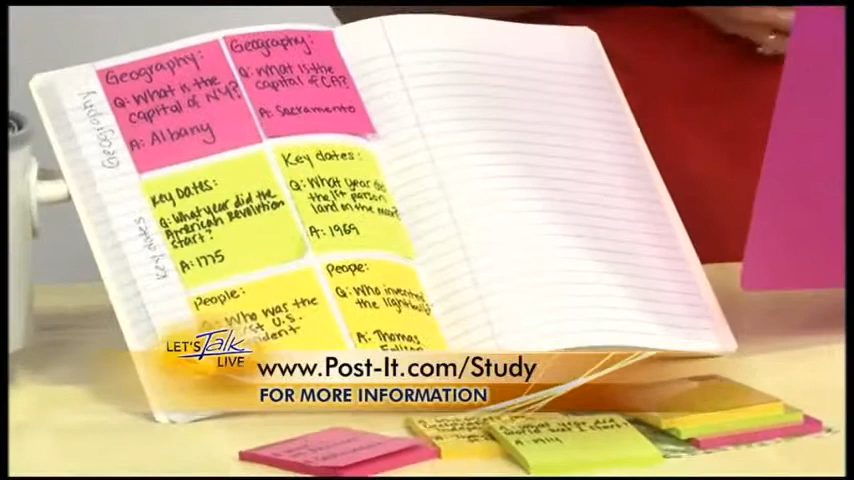 Geography:
Q: What is the
capital of NY?
A: Albany
Geography:
Q: What is the
capital of CA?
A: Sacramento
Geography
Key Dates:
Q: What year did the
American Revolution
start?
A: 1775
Key dates:
Q: What year did
the 1st person
land on the moon?
A: 1969
Key dates
People:
Q: Who was the
first U.S.
People:
Q: Who invented
the lightbulb?
A: Thomas
LET'S Talk
LIVE
www.Post-It.com/Study
FOR MORE INFORMATION
A: 1914